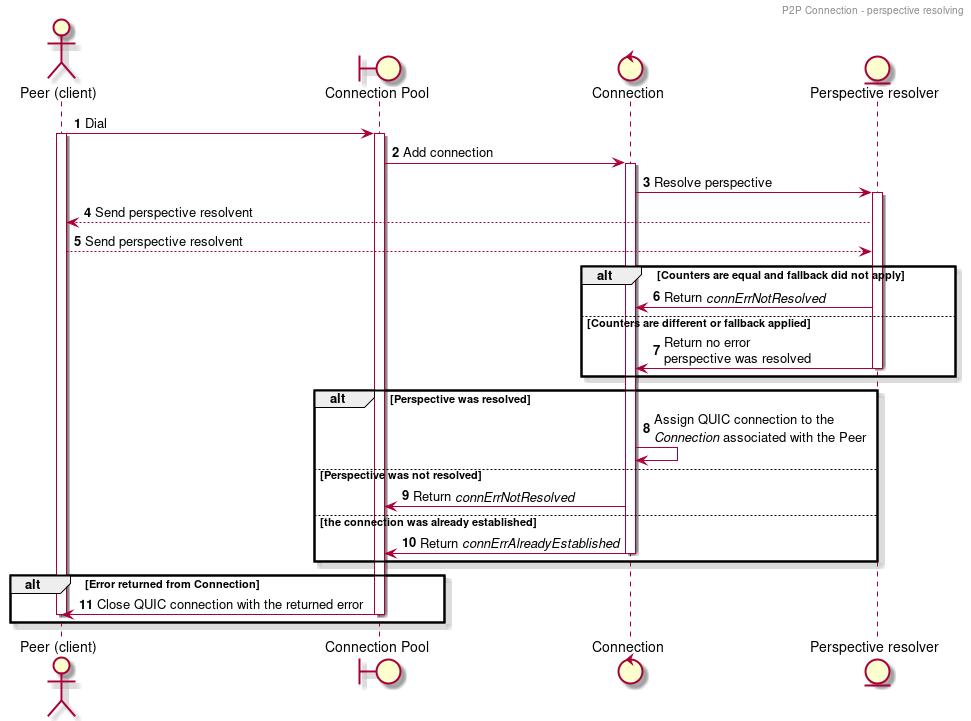 P2P Connection - perspective resolving
Peer (client)
Connection Pool
Connection
Perspective resolver
1 Dial
2 Add connection
3 Resolve perspective
4 Send perspective resolvent
5 Send perspective resolvent
alt [Counters are equal and fallback did not apply]
6 Return connErrNotResolved
[Counters are different or fallback applied]
7 Return no error
perspective was resolved
alt [Perspective was resolved]
8 Assign QUIC connection to the
Connection associated with the Peer
[Perspective was not resolved]
9 Return connErrNotResolved
[the connection was already established]
10 Return connErrAlreadyEstablished
alt [Error returned from Connection]
11 Close QUIC connection with the returned error
Peer (client)
Connection Pool
Connection
Perspective resolver